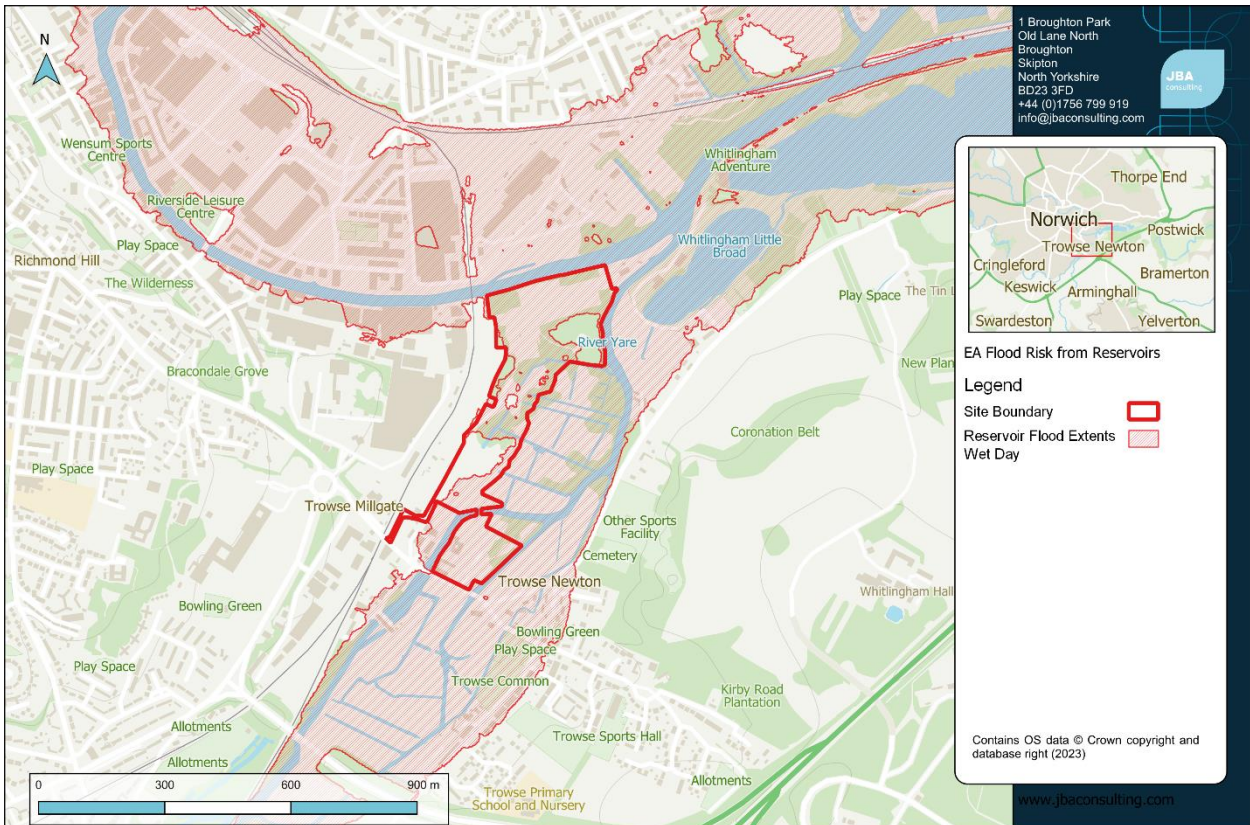 N
Wensum Sports
Centre
Riverside Leisure
Centre
Play Space
Richmond Hill
The Wilderness
Bracondale Grove
Play Space
Trowse Millgate
Bowling Green
Play Space
Allotments
Allotments
Whitlingham
Adventure
Whitlingham Little
Broad
River Yare
Play Space
The Tin L
New Plan
Coronation Belt
Other Sports
Facility
Cemetery
Trowse Newton
Whitlingham Hall
Bowling Green
Play Space
Trowse Common
Kirby Road
Plantation
Trowse Sports Hall
Allotments
Trowse Primary
School and Nursery
0 300 600 900 m
1 Broughton Park
Old Lane North
Broughton
Skipton
North Yorkshire
BD23 3FD
+44 (0)1756 799 919
info@jbaconsulting.com
JBA
consulting
Thorpe End
Norwich
Postwick
Trowse Newton
Cringleford
Bramerton
Keswick
Arminghall
Swardeston
Yelverton
EA Flood Risk from Reservoirs
Legend
Site Boundary
Reservoir Flood Extents
Wet Day
Contains OS data © Crown copyright and
database right (2023)
www.jbaconsulting.com